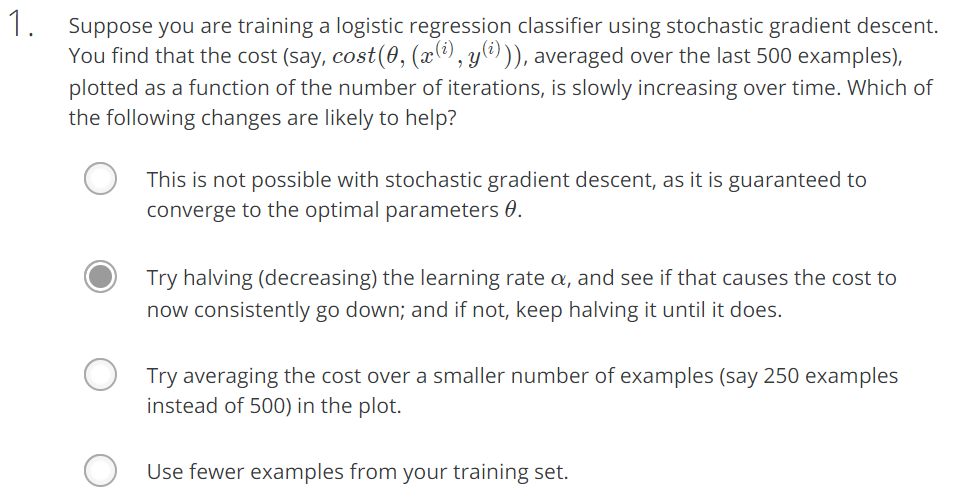 1. Suppose you are training a logistic regression classifier using stochastic gradient descent.
You find that the cost (say, cost(θ, (x⁽ⁱ⁾, y⁽ⁱ⁾)), averaged over the last 500 examples),
plotted as a function of the number of iterations, is slowly increasing over time. Which of
the following changes are likely to help?
This is not possible with stochastic gradient descent, as it is guaranteed to
converge to the optimal parameters θ.
Try halving (decreasing) the learning rate α, and see if that causes the cost to
now consistently go down; and if not, keep halving it until it does.
Try averaging the cost over a smaller number of examples (say 250 examples
instead of 500) in the plot.
Use fewer examples from your training set.